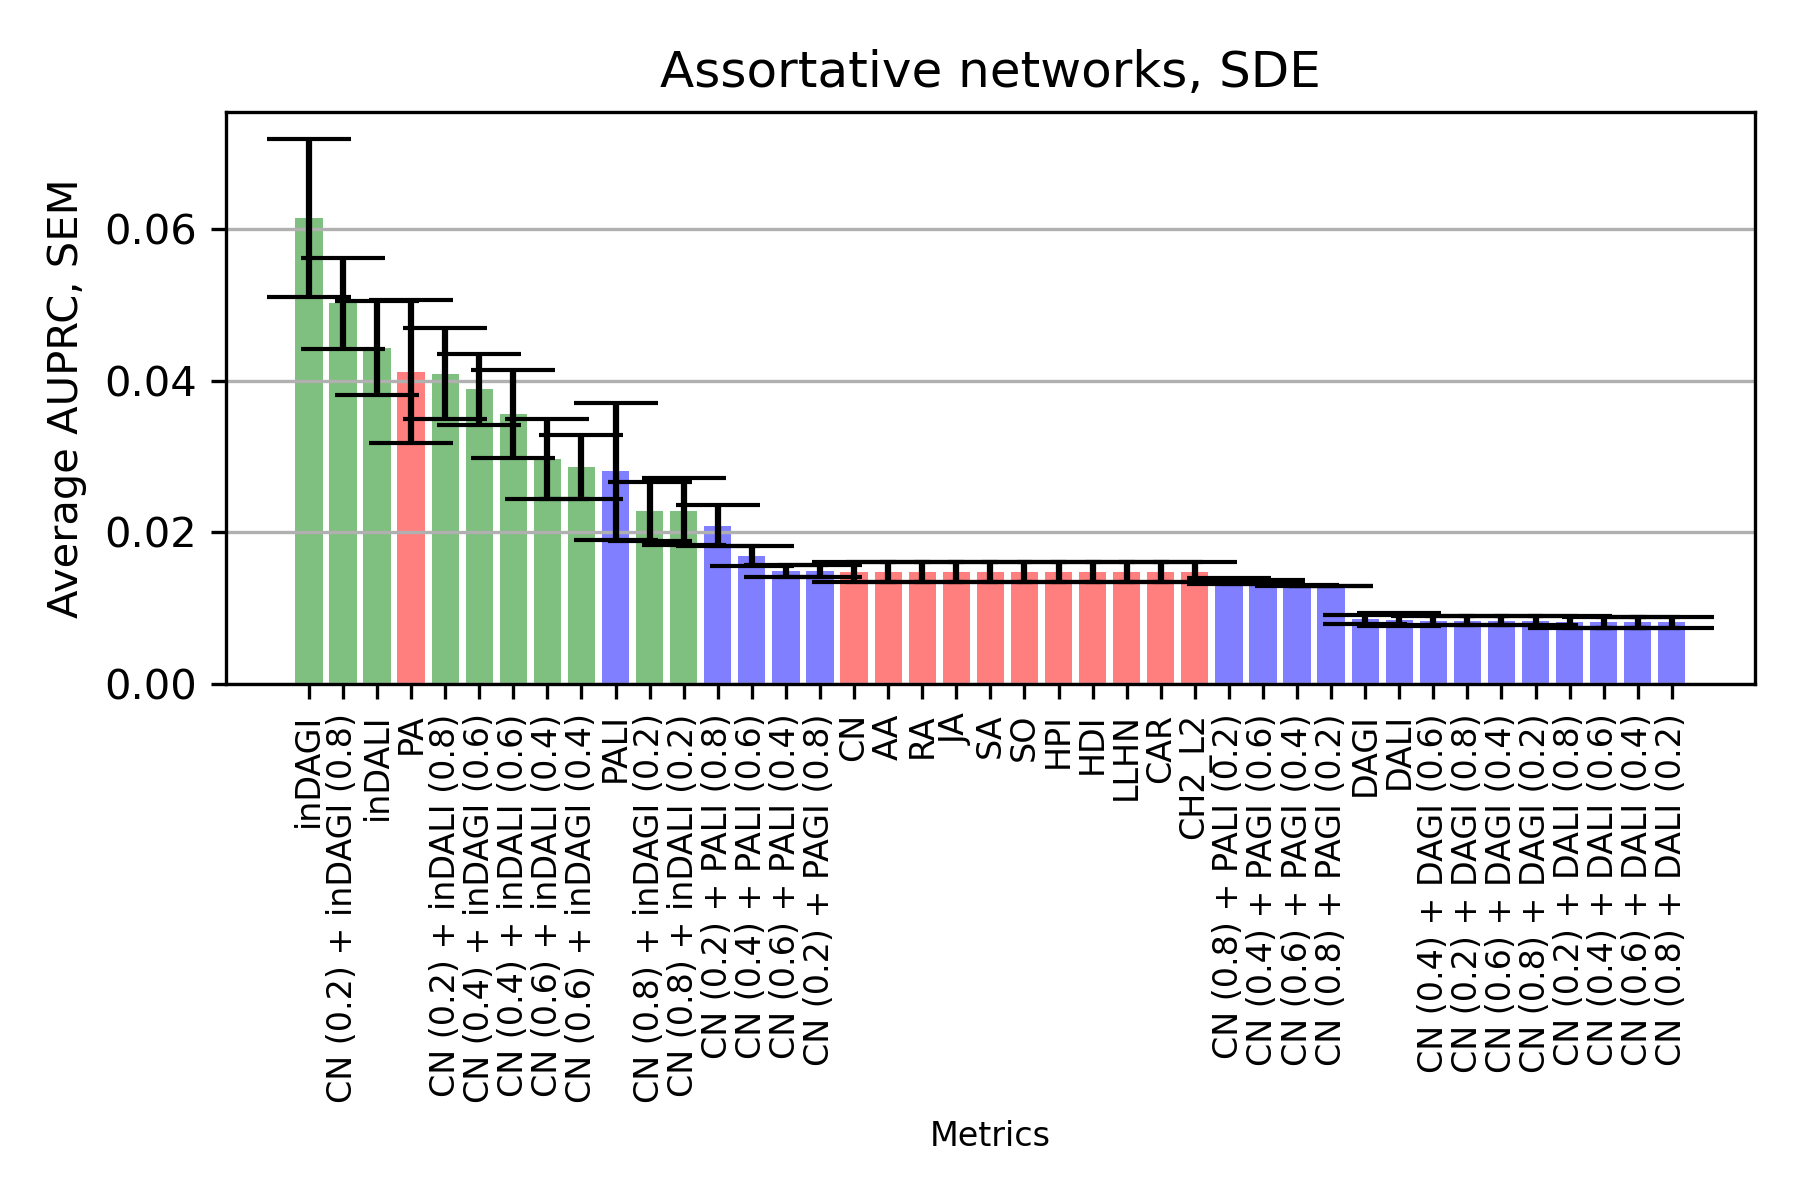 Assortative networks, SDE
Average AUPRC, SEM
0.06
0.04
0.02
0.00
inDAGI
CN (0.2) + inDAGI (0.8)
inDALI
PA
CN (0.2) + inDALI (0.8)
CN (0.4) + inDAGI (0.6)
CN (0.4) + inDALI (0.6)
CN (0.6) + inDALI (0.4)
CN (0.6) + inDAGI (0.4)
PALI
CN (0.8) + inDAGI (0.2)
CN (0.8) + inDALI (0.2)
CN (0.2) + PALI (0.8)
CN (0.4) + PALI (0.6)
CN (0.6) + PALI (0.4)
CN (0.2) + PAGI (0.8)
CN
AA
RA
JA
SA
SO
HPI
HDI
LLHN
CAR
CH2_L2
CN (0.8) + PALI (0.2)
CN (0.4) + PAGI (0.6)
CN (0.6) + PAGI (0.4)
CN (0.8) + PAGI (0.2)
DAGI
DALI
CN (0.4) + DAGI (0.6)
CN (0.2) + DAGI (0.8)
CN (0.6) + DAGI (0.4)
CN (0.8) + DAGI (0.2)
CN (0.2) + DALI (0.8)
CN (0.4) + DALI (0.6)
CN (0.6) + DALI (0.4)
CN (0.8) + DALI (0.2)
Metrics